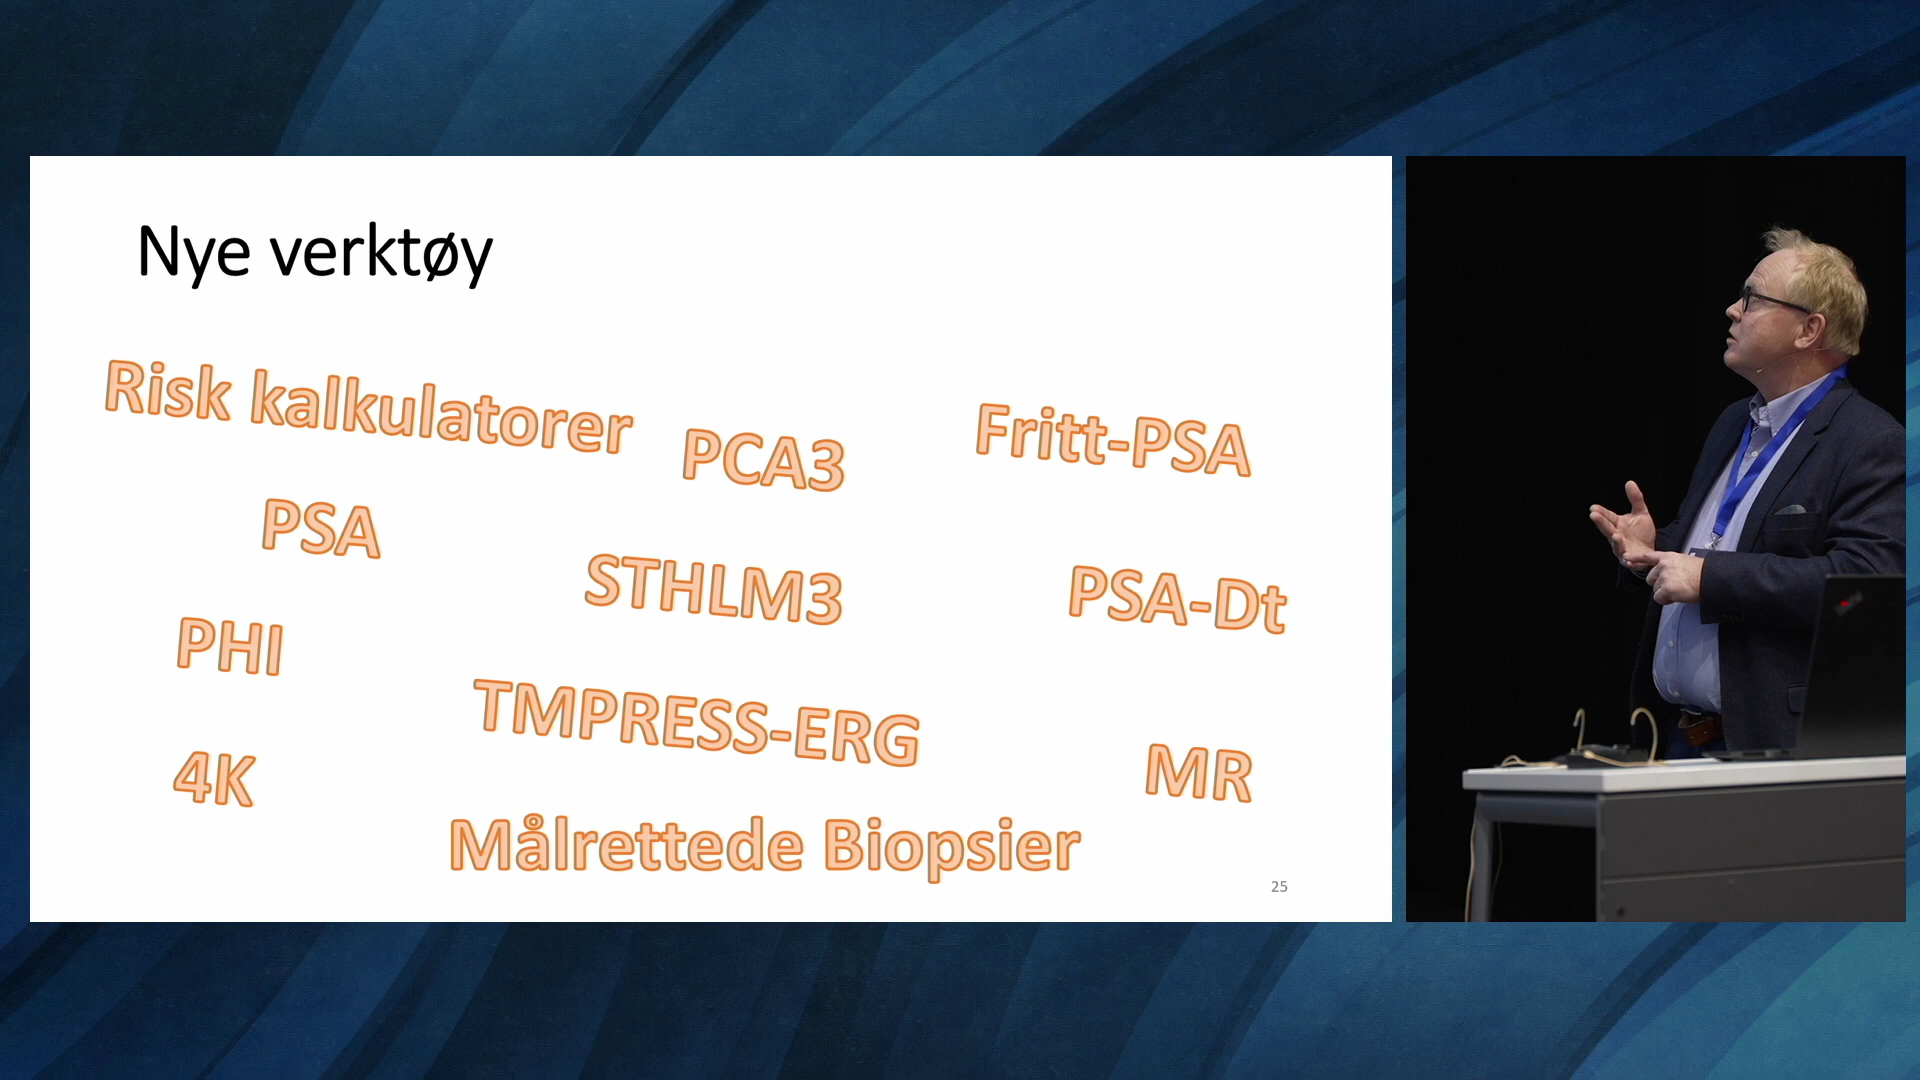 Nye verktøy
Risk kalkulatorer
PCA3
Fritt-PSA
PSA
STHLM3
PSA-Dt
PHI
TMPRESS-ERG
4K
MR
Målrettede Biopsier
25